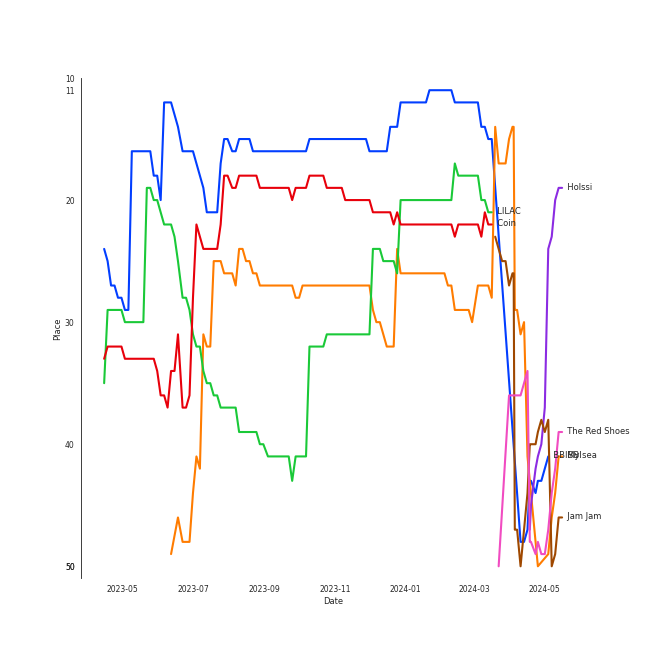 10
11
20
30
40
50
Place
Holssi
LILAC
Coin
The Red Shoes
BBIBBI
Jam Jam
2023-05
2023-07
2023-09
2023-11
2024-01
2024-03
2024-05
Date